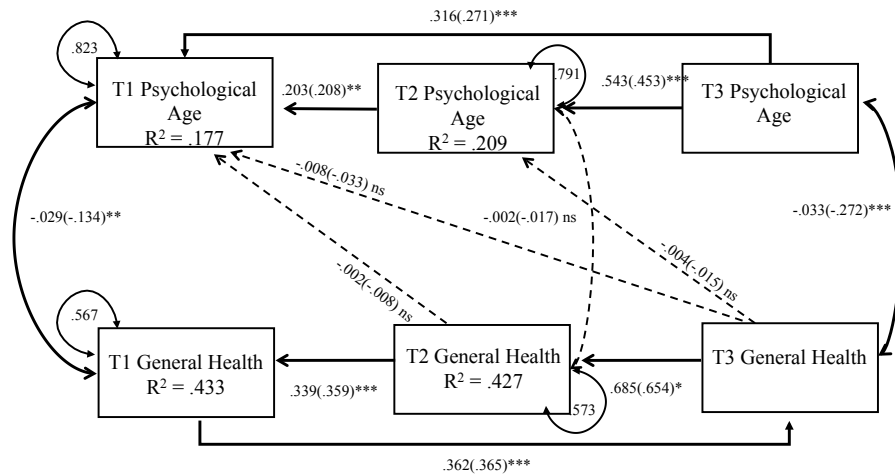 .316(.271)***
.823
T1 Psychological
Age
R² = .177
.203(.208)**
T2 Psychological
Age
R² = .209
.791
.543(.453)***
T3 Psychological
Age
-.008(-.033) ns
-.002(-.017) ns
-.029(-.134)**
-.033(-.272)***
-.004(-.015) ns
-.002(-.008) ns
.567
T1 General Health
R² = .433
.339(.359)***
T2 General Health
R² = .427
.573
.685(.654)*
T3 General Health
.362(.365)***